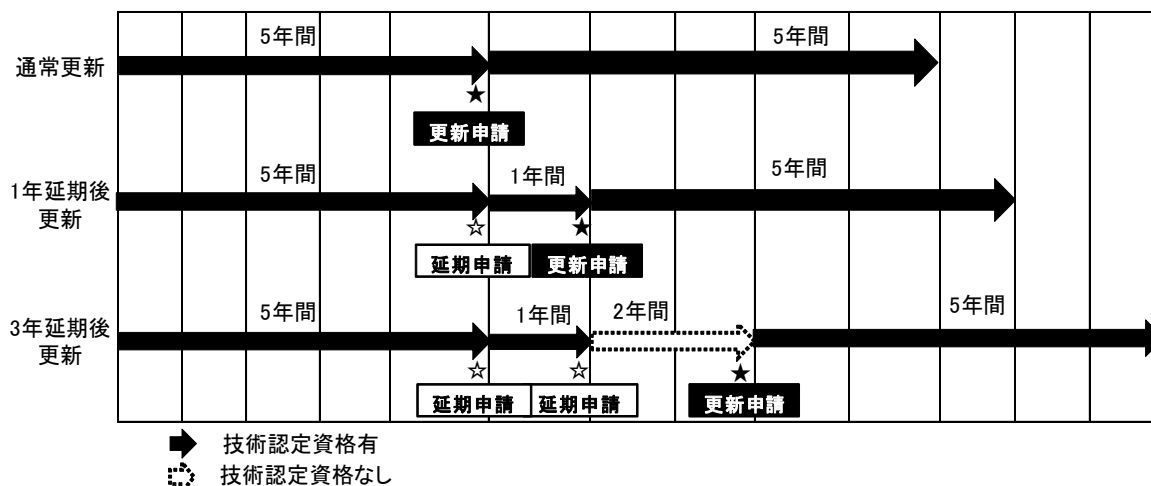 5年間
5年間
通常更新
★
更新申請
5年間
1年間
5年間
1年延期後
更新
☆
★
延期申請
更新申請
5年間
1年間
2年間
5年間
3年延期後
更新
☆
☆
★
延期申請
延期申請
更新申請
技術認定資格有
技術認定資格なし